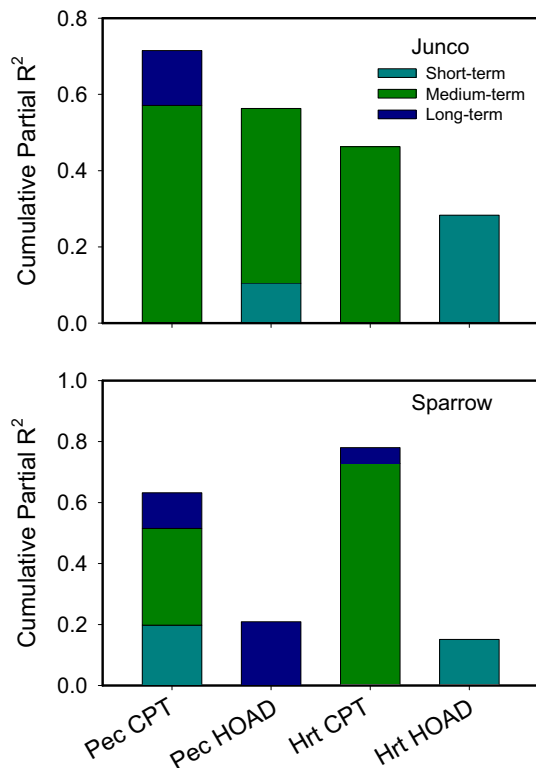 Junco
Short-term
Medium-term
Long-term
Cumulative Partial R²
0.8
0.6
0.4
0.2
0.0
Sparrow
Cumulative Partial R²
1.0
0.8
0.6
0.4
0.2
0.0
Pec CPT
Pec HOAD
Hrt CPT
Hrt HOAD